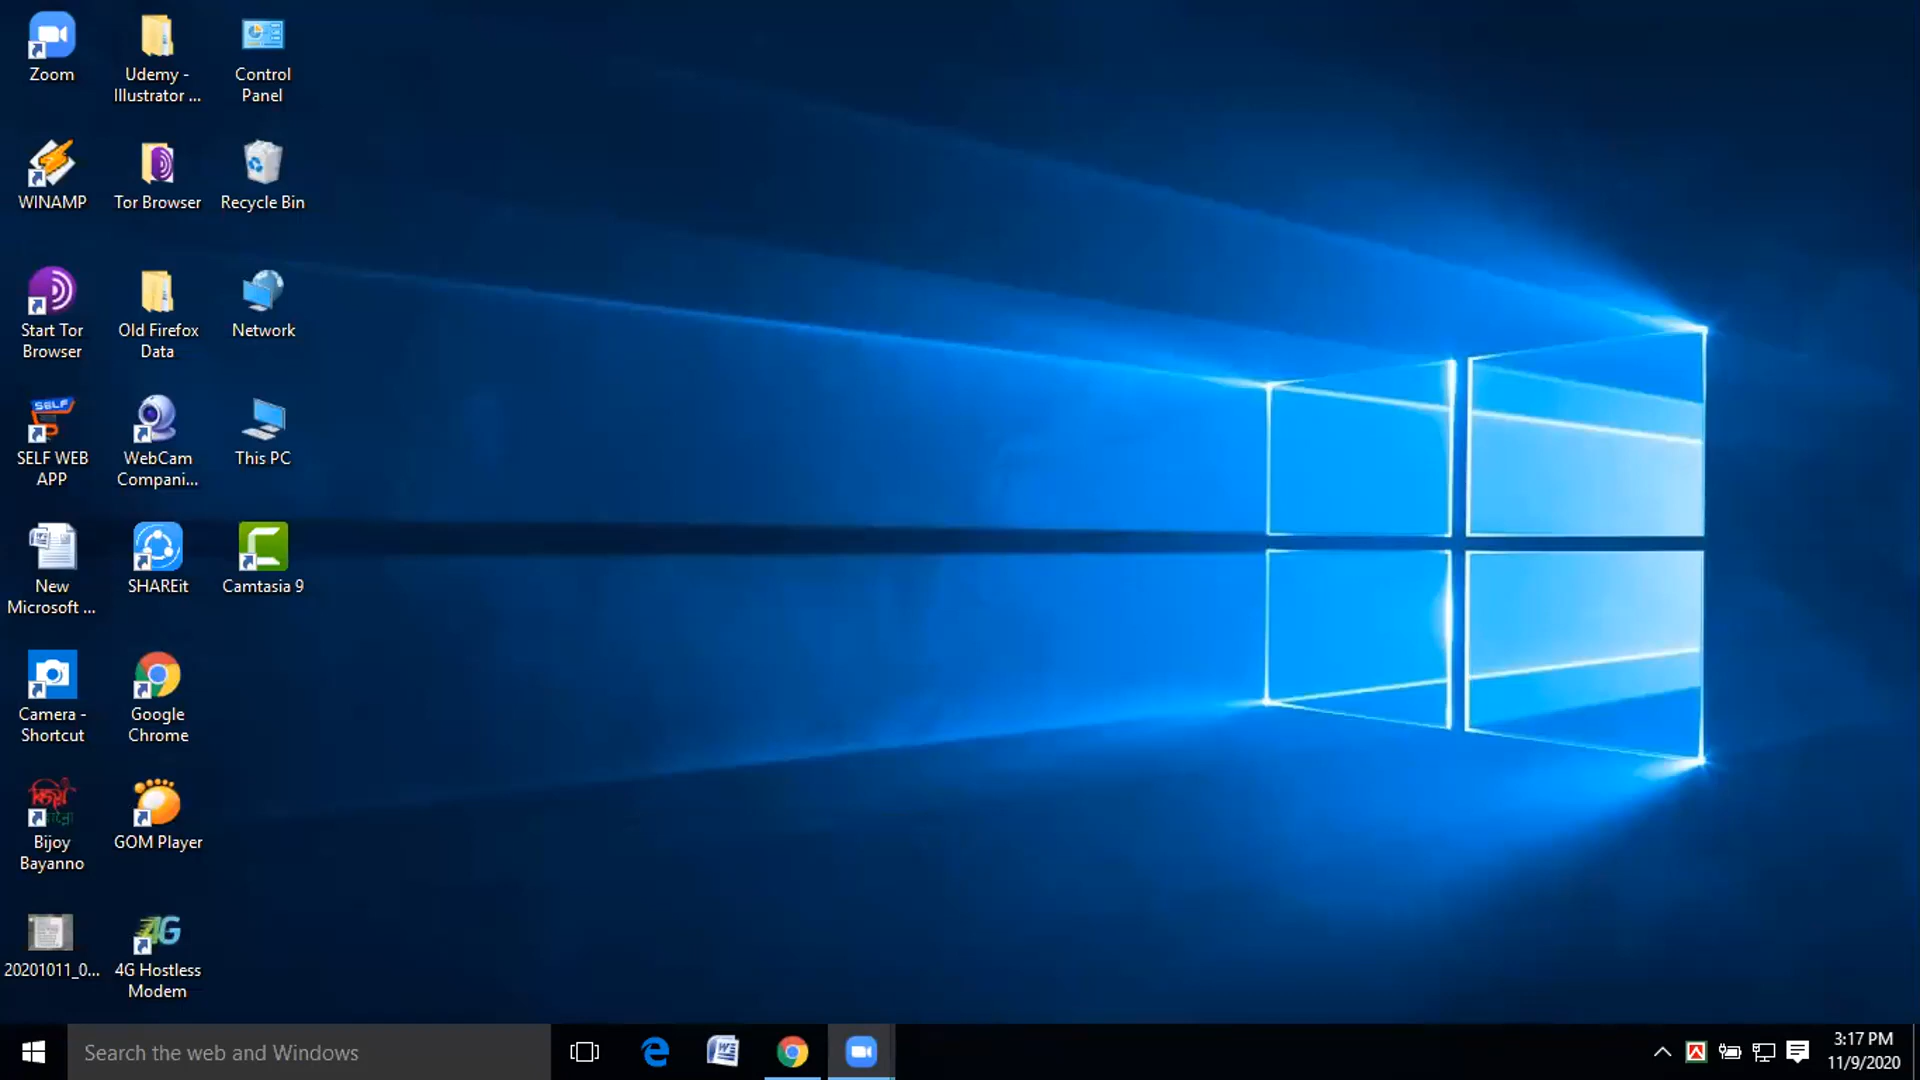 Zoom
Udemy -
Illustrator ...
Control
Panel
WINAMP
Tor Browser
Recycle Bin
Start Tor
Browser
Old Firefox
Data
Network
SELF
SELF WEB
APP
WebCam
Compani...
This PC
New
Microsoft ...
SHAREit
Camtasia 9
Camera -
Shortcut
Google
Chrome
Bijoy
Bayanno
GOM Player
20201011_0...
4G
4G Hostless
Modem
Search the web and Windows
3:17 PM
11/9/2020